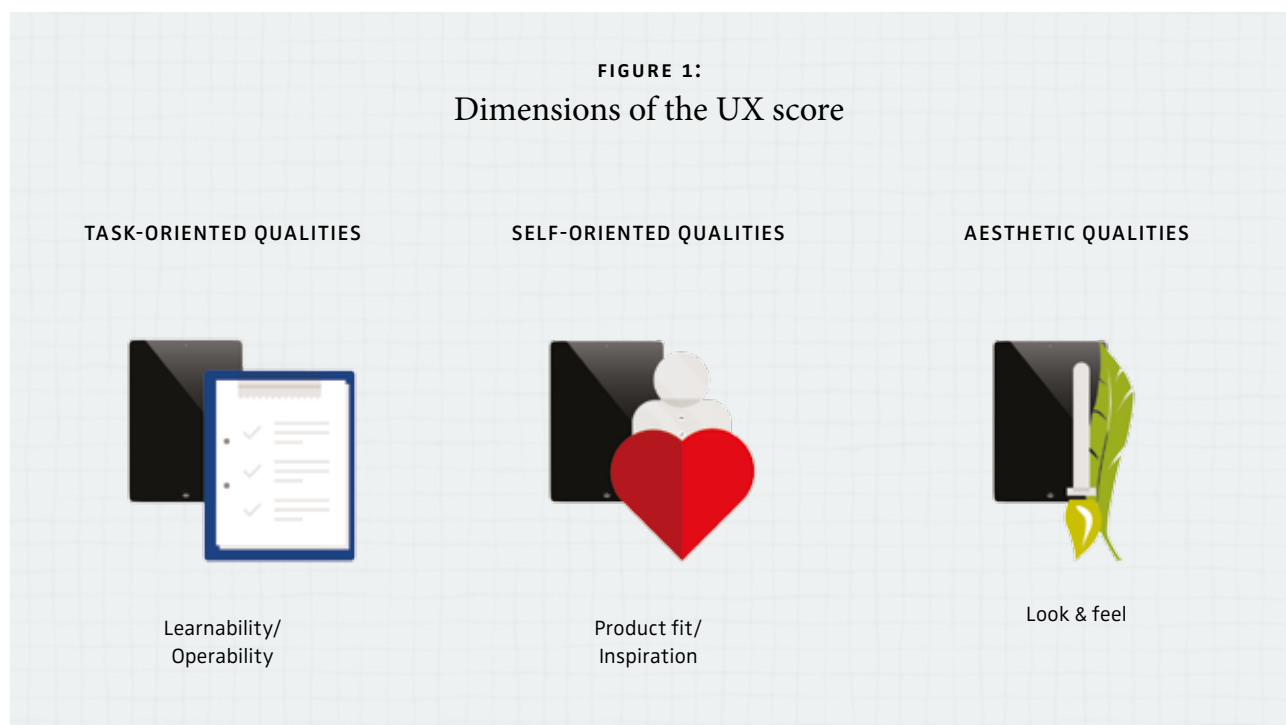 FIGURE 1:
Dimensions of the UX score
TASK-ORIENTED QUALITIES
SELF-ORIENTED QUALITIES
AESTHETIC QUALITIES
Learnability/
Operability
Product fit/
Inspiration
Look & feel